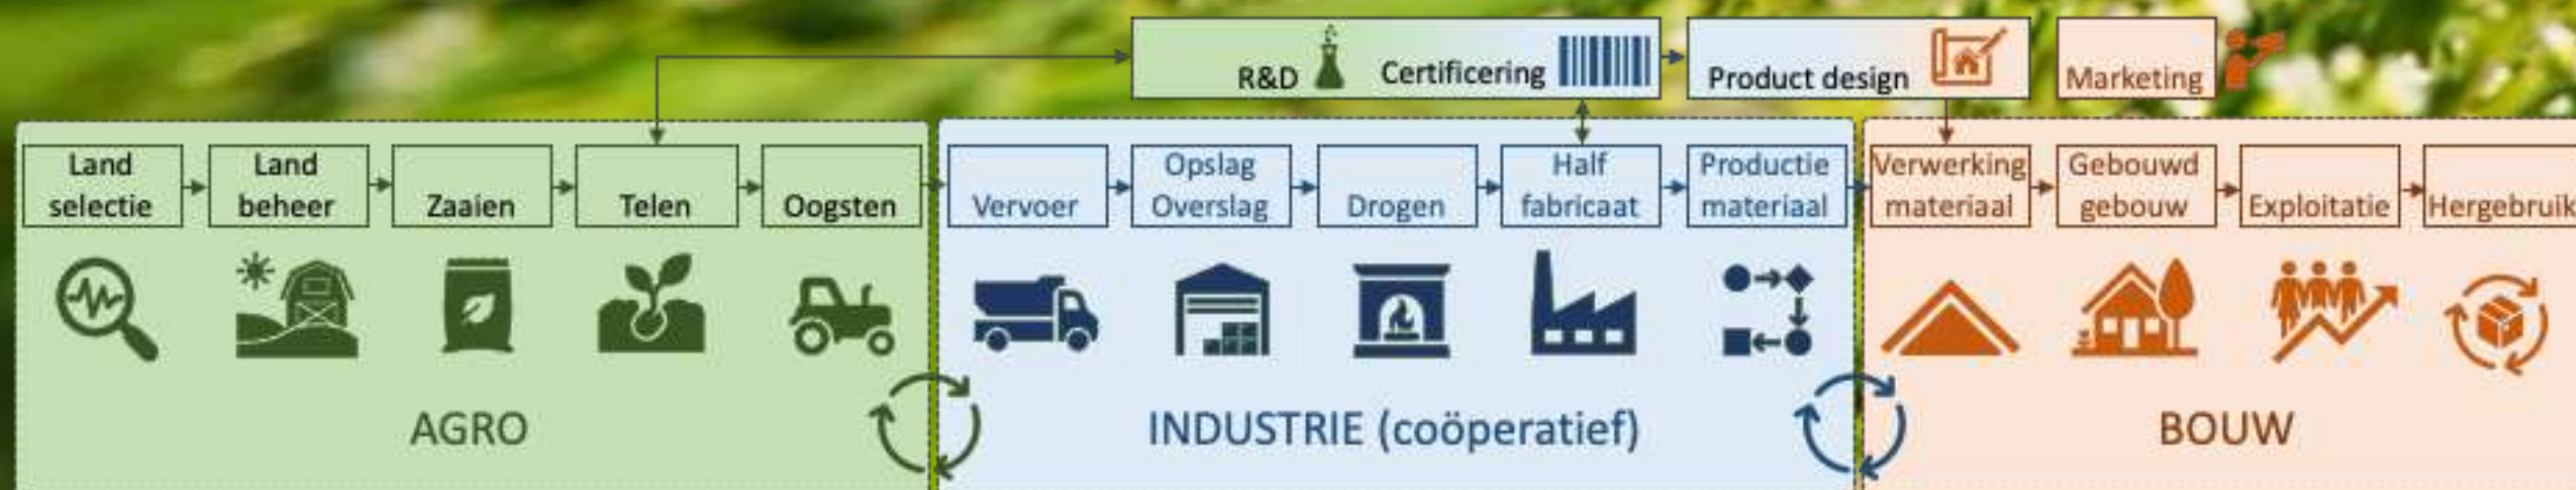 R&D
Certificering
Product design
Marketing
Land
selectie
Land
beheer
Zaaien
Telen
Oogsten
Vervoer
Opslag
Overslag
Drogen
Half
fabricaat
Productie
materiaal
Verwerking
materiaal
Gebouwd
gebouw
Exploitatie
Hergebruik
AGRO
INDUSTRIE (coöperatief)
BOUW